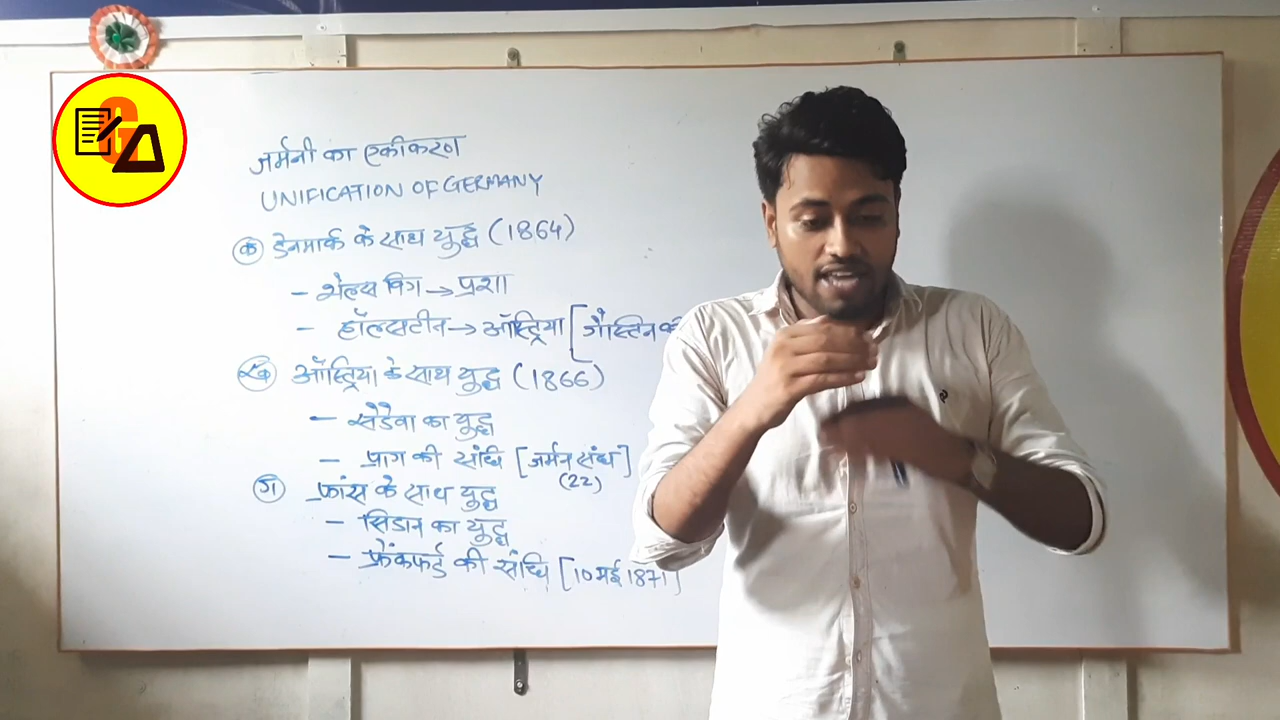 जर्मनी का एकीकरण
UNIFICATION OF GERMANY
(क) डेनमार्क के साथ युद्ध (1864)
- शेल्स विग → प्रशा
- हॉलस्टीन → ऑस्ट्रिया [गैस्टिन की
(ख) ऑस्ट्रिया के साथ युद्ध (1866)
- सेडैवा का युद्ध
- प्राग की संधि [जर्मन संघ]
(22)
(ग) फ्रांस के साथ युद्ध
- सिडान का युद्ध
- फ्रेंकफर्ड की संधि [10 मई 1871]
G